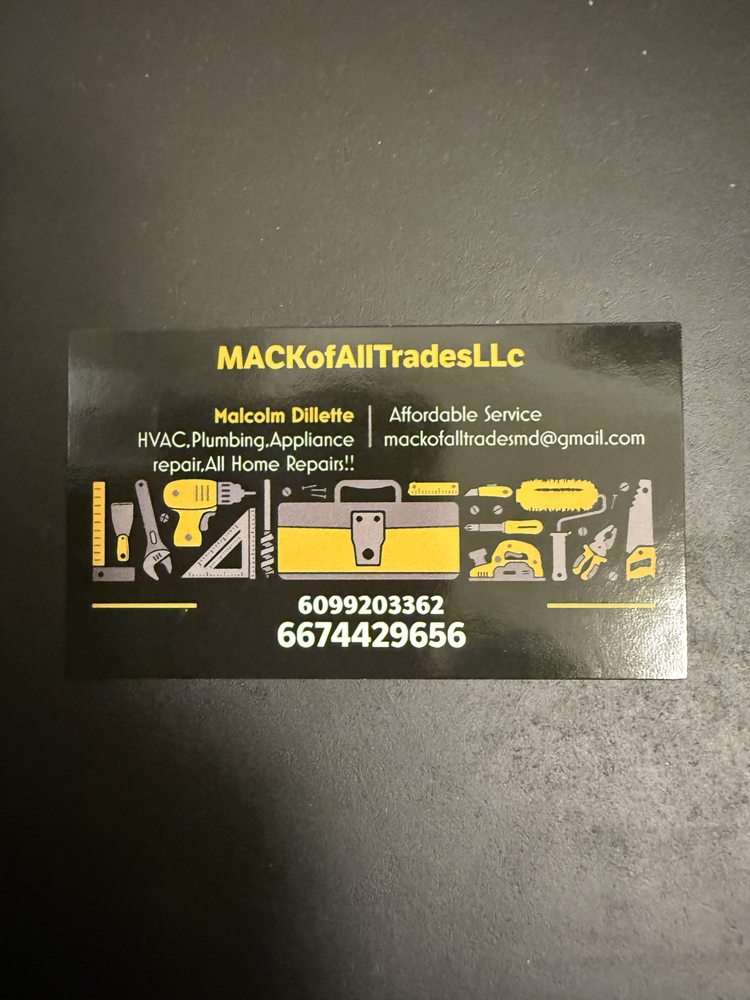 MACKofAllTradesLLc
Malcolm Dillette
HVAC,Plumbing,Appliance
repair,All Home Repairs!!
Affordable Service
mackofalltradesmd@gmail.com
6099203362
6674429656